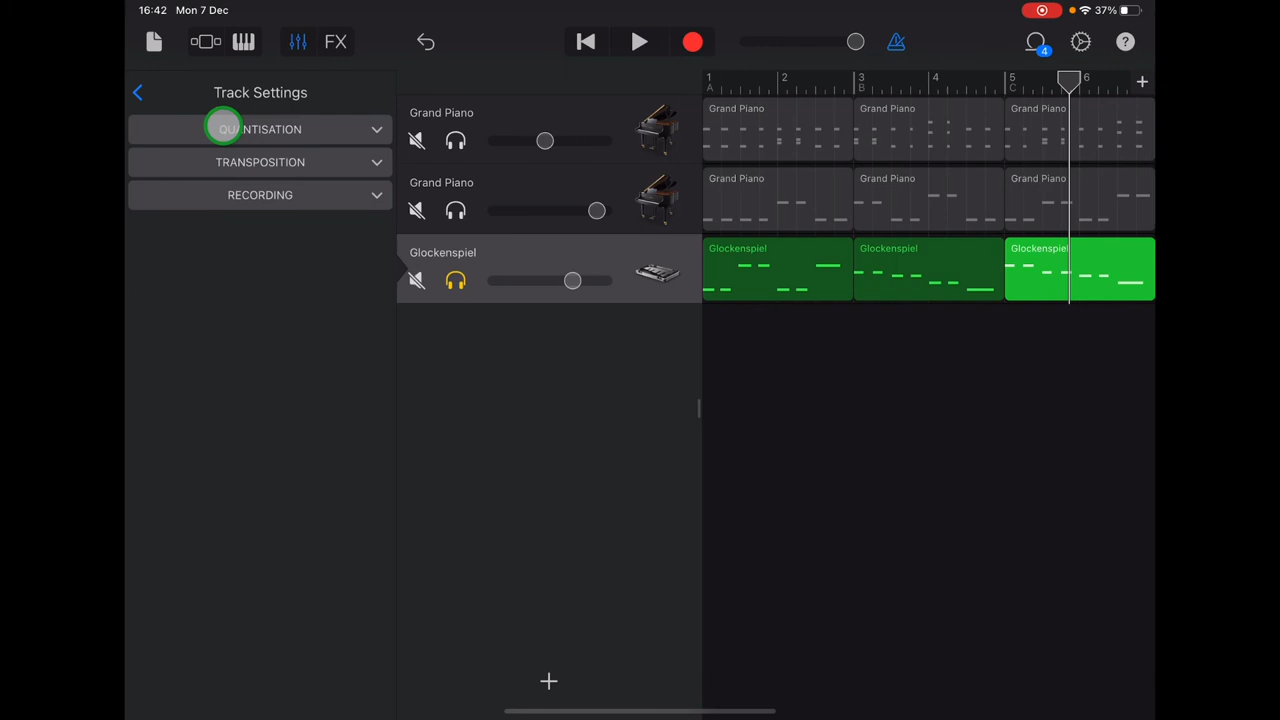 16:42 Mon 7 Dec
37%
FX
4
?
Track Settings
QUANTISATION
TRANSPOSITION
RECORDING
1 2 3 4 5 6
A B C
Grand Piano
Grand Piano Grand Piano Grand Piano
Grand Piano
Grand Piano Grand Piano Grand Piano
Glockenspiel
Glockenspiel Glockenspiel Glockenspiel